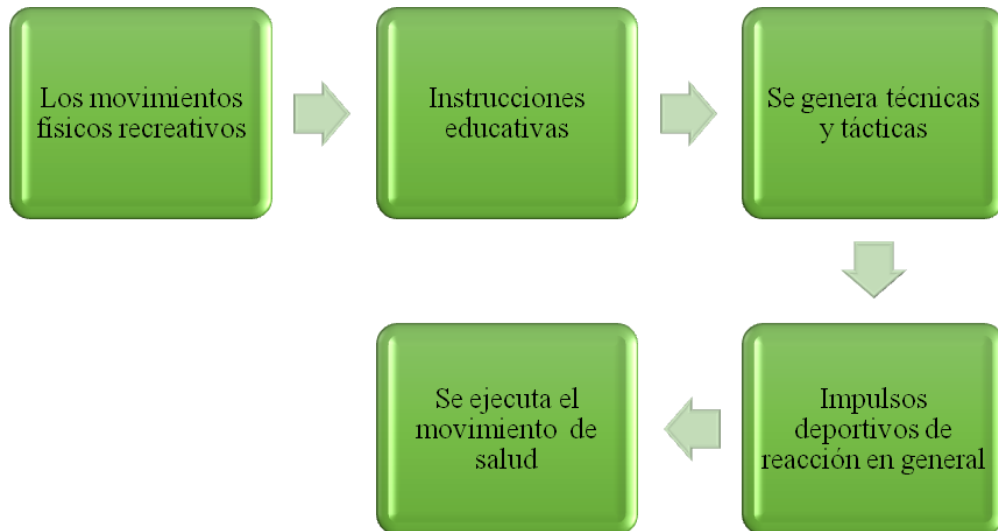 Los movimientos
físicos recreativos
Instrucciones
educativas
Se genera técnicas
y tácticas
Impulsos
deportivos de
reacción en general
Se ejecuta el
movimiento de
salud